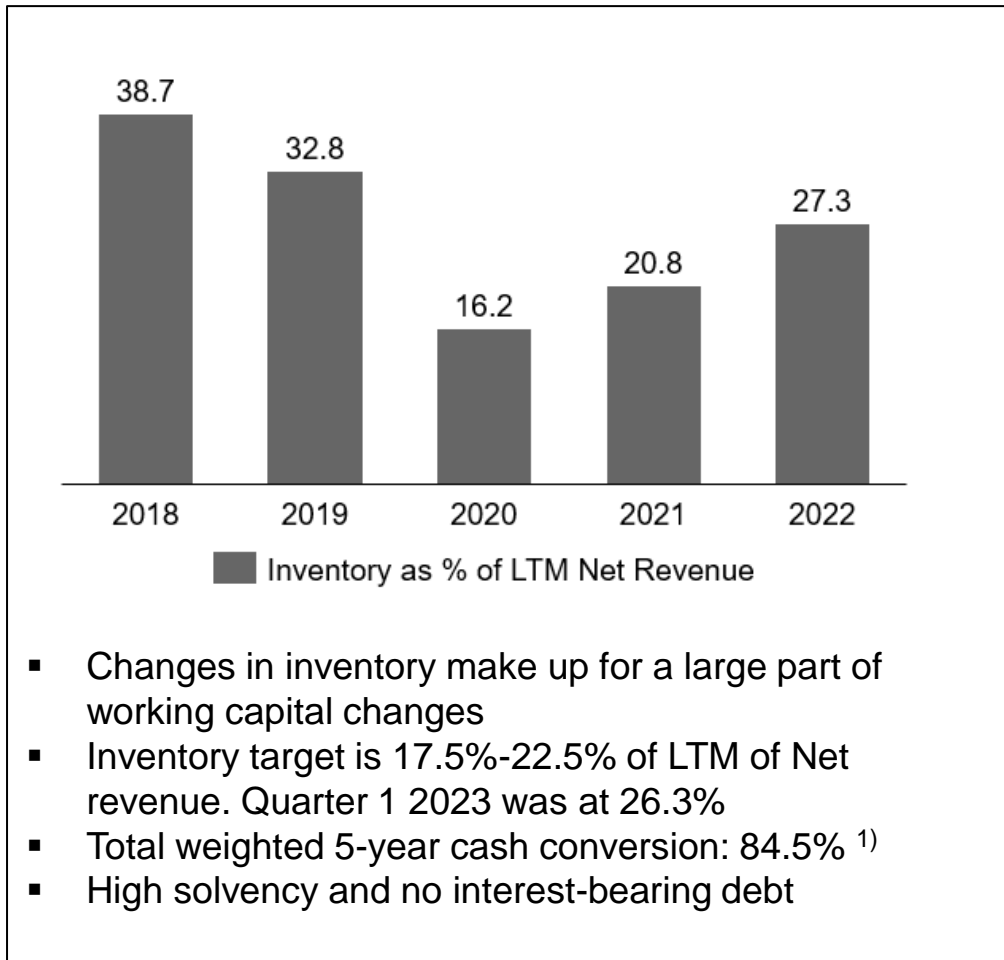 38.7
32.8
16.2
20.8
27.3
2018 2019 2020 2021 2022
Inventory as % of LTM Net Revenue
▪ Changes in inventory make up for a large part of
working capital changes
▪ Inventory target is 17.5%-22.5% of LTM of Net
revenue. Quarter 1 2023 was at 26.3%
▪ Total weighted 5-year cash conversion: 84.5% 1)
▪ High solvency and no interest-bearing debt